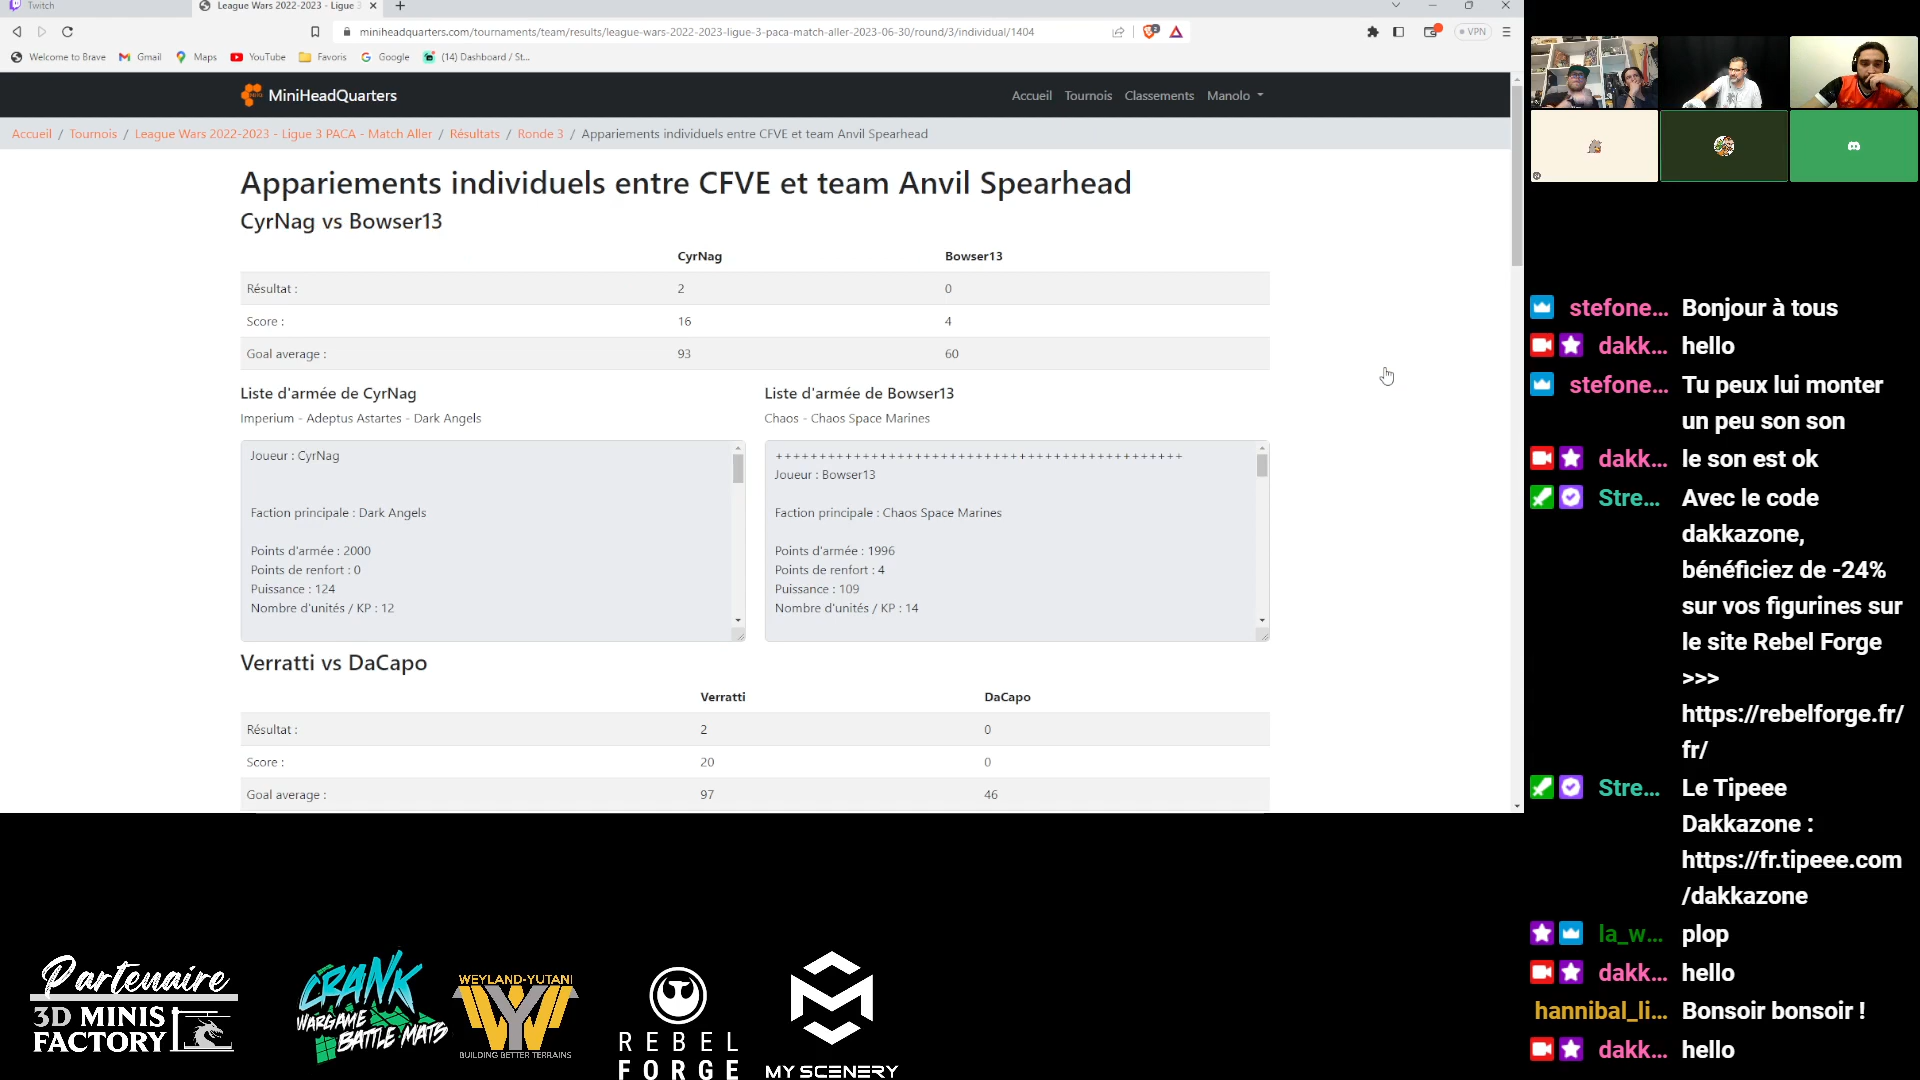 Twitch
League Wars 2022-2023 - Ligue 3
miniheadquarters.com/tournaments/team/results/league-wars-2022-2023-ligue-3-paca-match-aller-2023-06-30/round/3/individual/1404
VPN
Welcome to Brave
Gmail
Maps
YouTube
Favoris
Google
(14) Dashboard / St...
MiniHeadQuarters
Accueil
Tournois
Classements
Manolo
Accueil / Tournois / League Wars 2022-2023 - Ligue 3 PACA - Match Aller / Résultats / Ronde 3 / Appariements individuels entre CFVE et team Anvil Spearhead
Appariements individuels entre CFVE et team Anvil Spearhead
CyrNag vs Bowser13
CyrNag Bowser13
Résultat : 2 0
Score : 16 4
Goal average : 93 60
Liste d'armée de CyrNag
Imperium - Adeptus Astartes - Dark Angels
Joueur : CyrNag
Faction principale : Dark Angels
Points d'armée : 2000
Points de renfort : 0
Puissance : 124
Nombre d'unités / KP : 12
Liste d'armée de Bowser13
Chaos - Chaos Space Marines
+++++++++++++++++++++++++++++++++++++++++++++++
Joueur : Bowser13
Faction principale : Chaos Space Marines
Points d'armée : 1996
Points de renfort : 4
Puissance : 109
Nombre d'unités / KP : 14
Verratti vs DaCapo
Verratti DaCapo
Résultat : 2 0
Score : 20 0
Goal average : 97 46
stefone... Bonjour à tous
dakk... hello
stefone... Tu peux lui monter
un peu son son
dakk... le son est ok
Stre... Avec le code
dakkazone,
bénéficiez de -24%
sur vos figurines sur
le site Rebel Forge
>>>
https://rebelforge.fr/
fr/
Stre... Le Tipeee
Dakkazone :
https://fr.tipeee.com
/dakkazone
la_w... plop
dakk... hello
hannibal_li... Bonsoir bonsoir !
dakk... hello
Partenaire
3D MINIS
FACTORY
CRANK
WARGAME
BATTLE MATS
WEYLAND-YUTANI
BUILDING BETTER TERRAINS
REBEL
FORGE
MY SCENERY